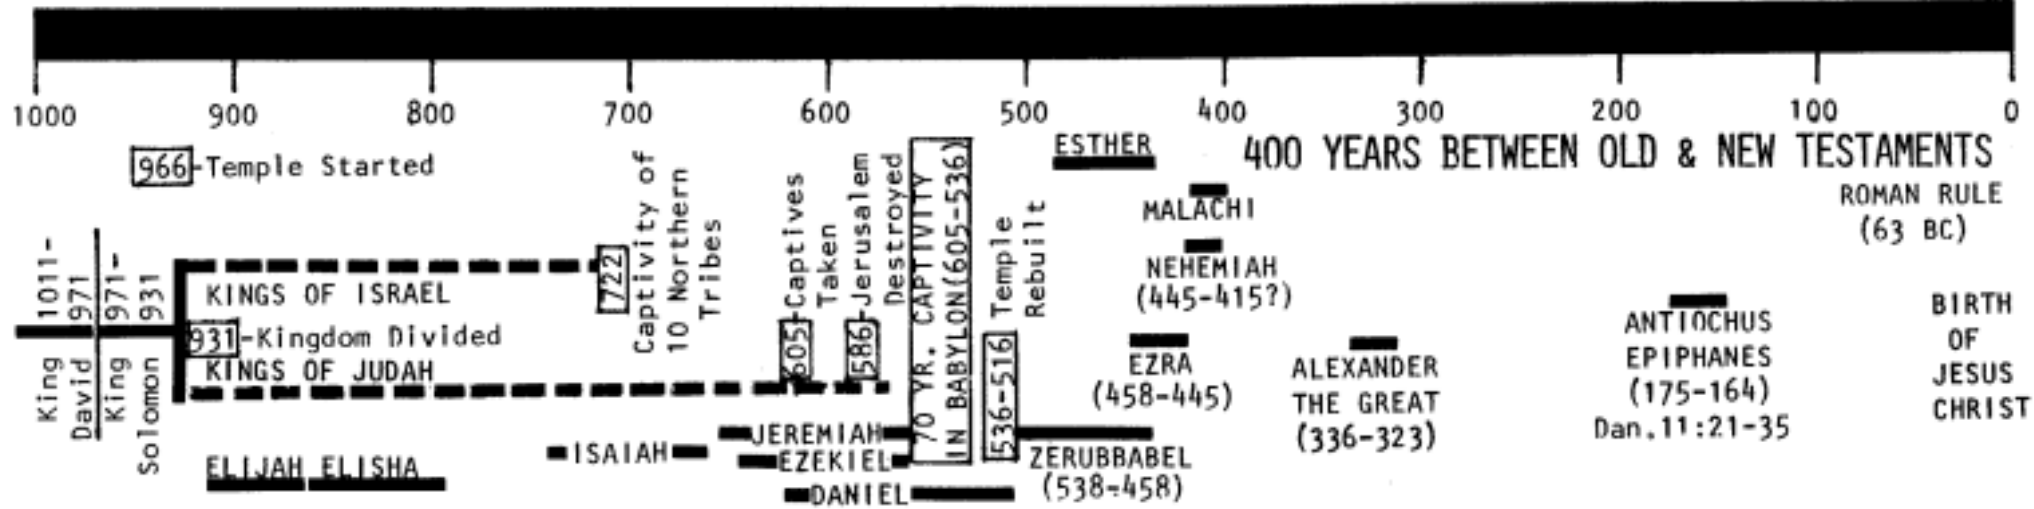 1000 900 800 700 600 500 400 300 200 100 0
966-Temple Started
King David
1011-971
King Solomon
971-931
KINGS OF ISRAEL
931-Kingdom Divided
KINGS OF JUDAH
ELIJAH ELISHA
722
Captivity of
10 Northern
Tribes
ISAIAH
605-Captives
Taken
586-Jerusalem
Destroyed
JEREMIAH
EZEKIEL
DANIEL
70 YR. CAPTIVITY
IN BABYLON(605-536)
536-516 Temple
Rebuilt
ZERUBBABEL
(538-458)
ESTHER
MALACHI
NEHEMIAH
(445-415?)
EZRA
(458-445)
400 YEARS BETWEEN OLD & NEW TESTAMENTS
ALEXANDER
THE GREAT
(336-323)
ANTIOCHUS
EPIPHANES
(175-164)
Dan.11:21-35
ROMAN RULE
(63 BC)
BIRTH
OF
JESUS
CHRIST